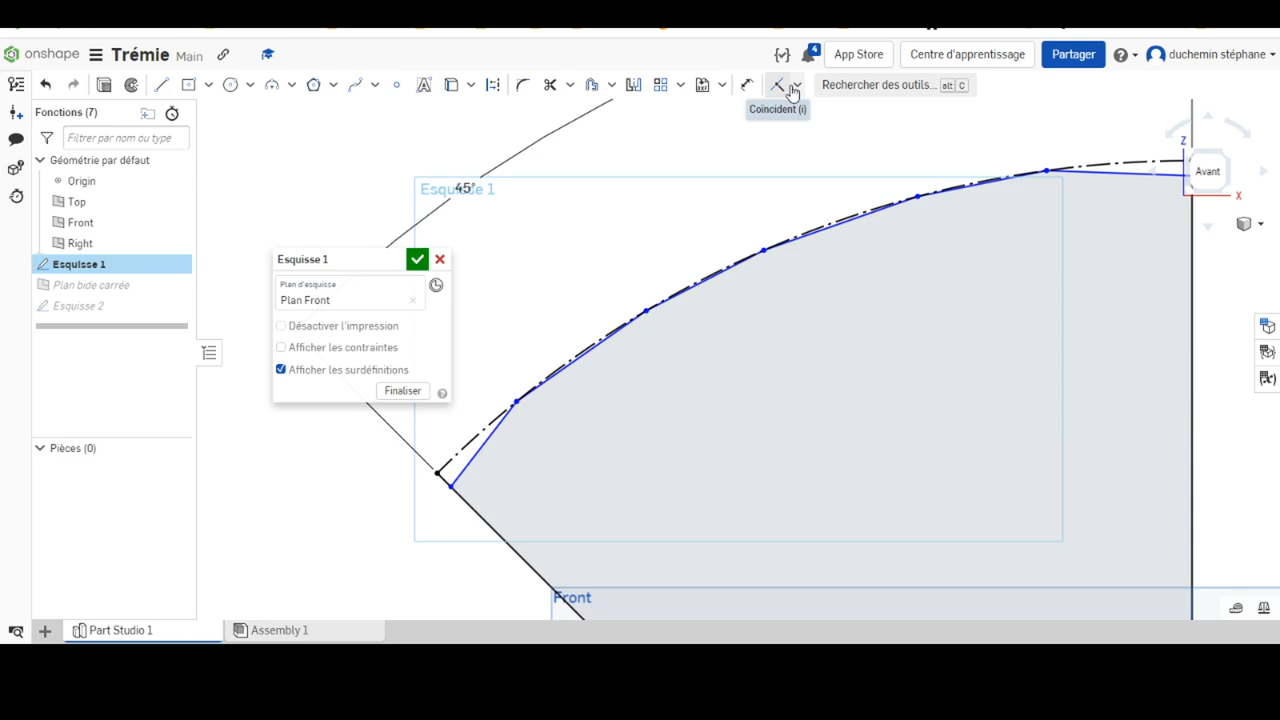 onshape Trémie Main 4 App Store Centre d'apprentissage Partager duchemin stéphane
Rechercher des outils... alt C
Coïncident (i)
Fonctions (7)
Filtrer par nom ou type
Géométrie par défaut
Origin
Top
Front
Right
Esquisse 1
Plan bide carrée
Esquisse 2
Pièces (0)
Esquisse 1
45°
Esquisse 1
Plan d'esquisse
Plan Front
Désactiver l'impression
Afficher les contraintes
Afficher les surdéfinitions
Finaliser
Z
Avant
X
Front
Part Studio 1
Assembly 1